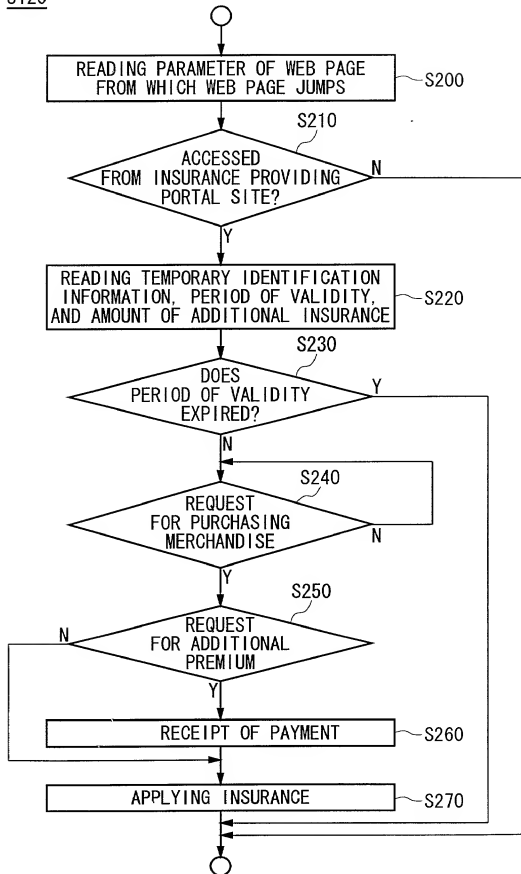 READING PARAMETER OF WEB PAGE
FROM WHICH WEB PAGE JUMPS
S200
S210
ACCESSED
FROM INSURANCE PROVIDING
PORTAL SITE?
N
Y
READING TEMPORARY IDENTIFICATION
INFORMATION, PERIOD OF VALIDITY,
AND AMOUNT OF ADDITIONAL INSURANCE
S220
S230
DOES
PERIOD OF VALIDITY
EXPIRED?
Y
N
S240
REQUEST
FOR PURCHASING
MERCHANDISE
N
Y
S250
REQUEST
FOR ADDITIONAL
PREMIUM
N
Y
RECEIPT OF PAYMENT
S260
APPLYING INSURANCE
S270